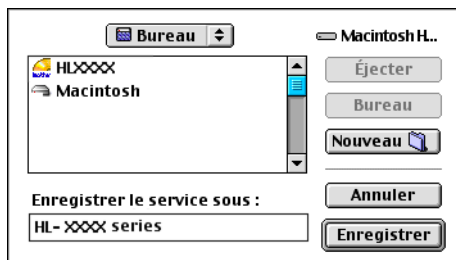 Bureau
Macintosh H...
HLXXXX
Macintosh
Éjecter
Bureau
Nouveau
Enregistrer le service sous :
HL- XXXX series
Annuler
Enregistrer